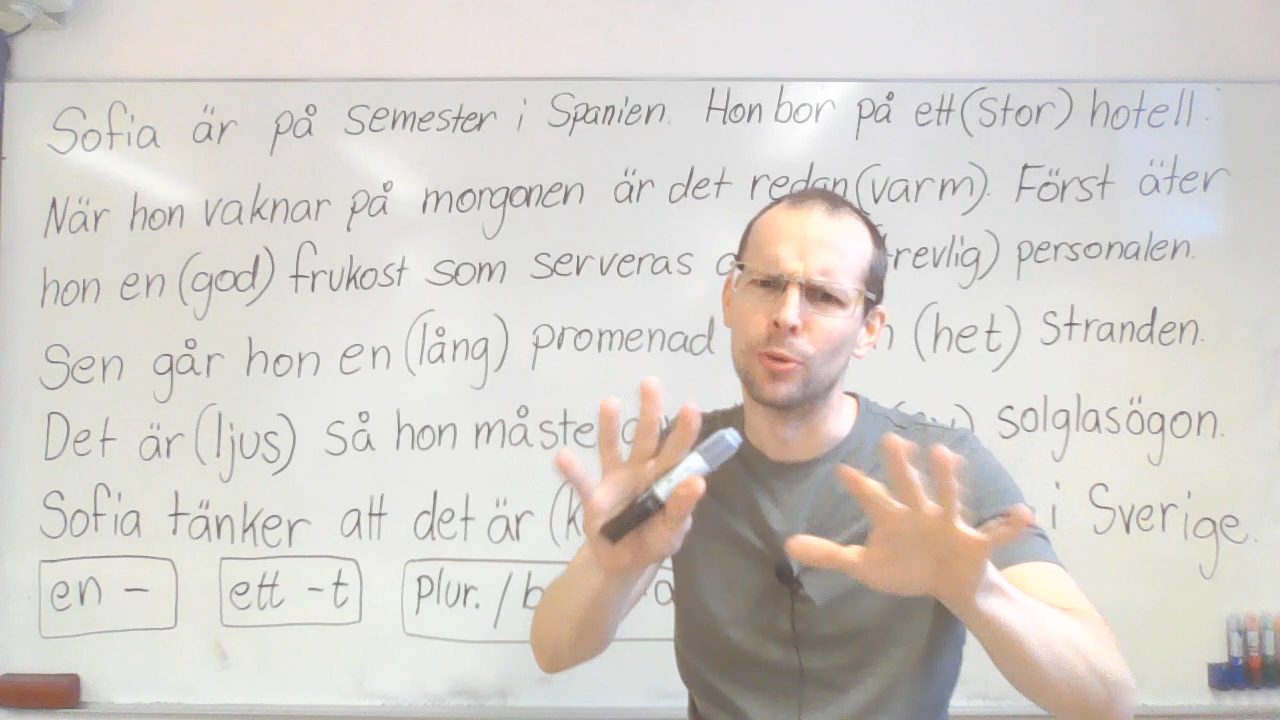 Sofia är på semester i Spanien. Hon bor på ett (stor) hotell.
När hon vaknar på morgonen är det redan (varm). Först äter
hon en (god) frukost som serveras personalen.
Sen går hon en (lång) promenad (het) stranden.
Det är (ljus) så hon måste solglasögon.
Sofia tänker att det är i Sverige.
en – ett -t plur. /